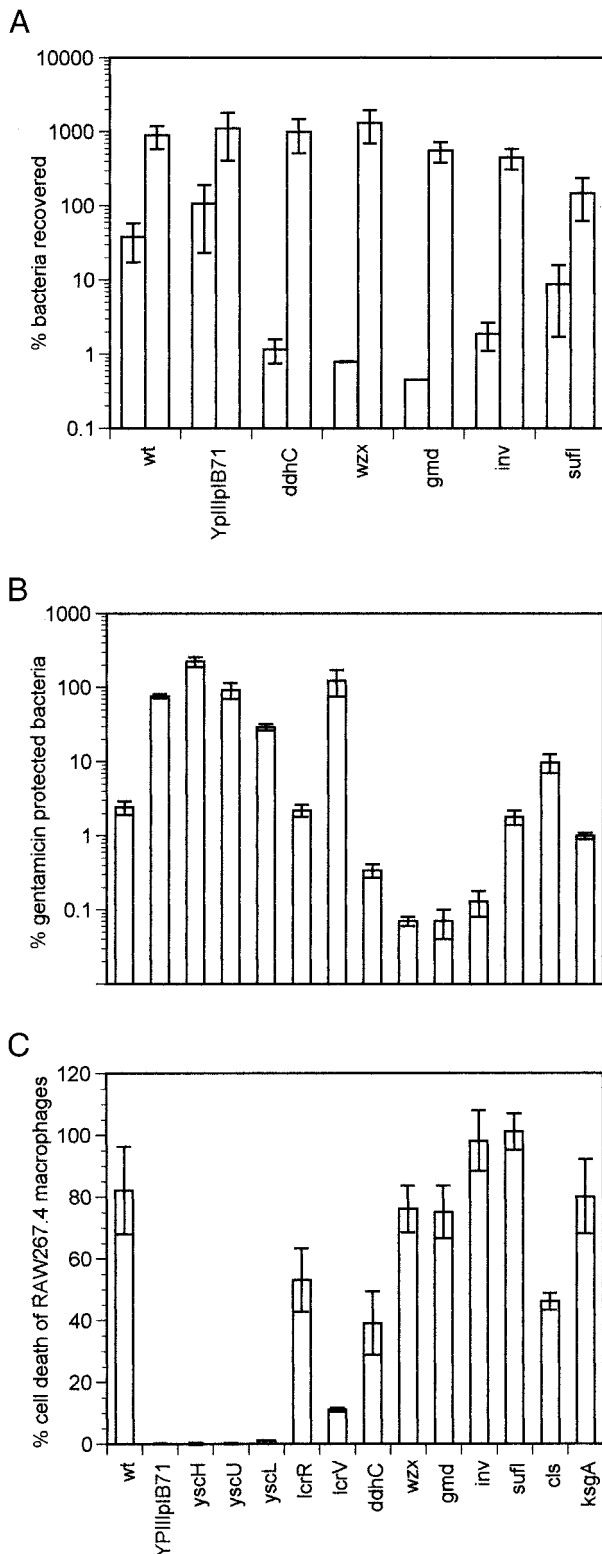 A
% bacteria recovered
10000
1000
100
10
1
0.1
wt
YpIIIpIB71
ddhC
wzx
gmd
inv
sufI
B
% gentamicin protected bacteria
1000
100
10
1
0.1
C
% cell death of RAW267.4 macrophages
120
100
80
60
40
20
0
wt
YPIIIpIB71
yscH
yscU
yscL
lcrR
lcrV
ddhC
wzx
gmd
inv
sufI
cls
ksgA